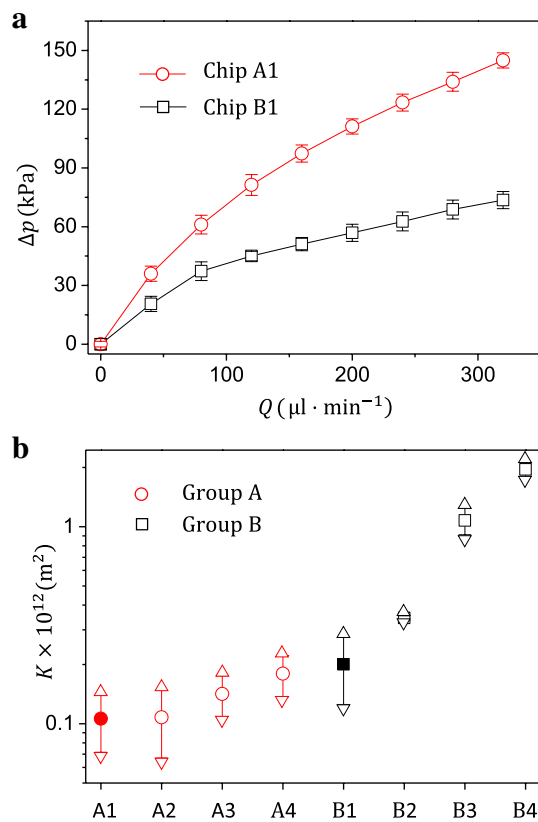 a
150
120
90
60
30
0
Δp (kPa)
Chip A1
Chip B1
0
100
200
300
Q (μl · min⁻¹)
b
Group A
Group B
1
0.1
K × 10¹² (m²)
A1 A2 A3 A4 B1 B2 B3 B4